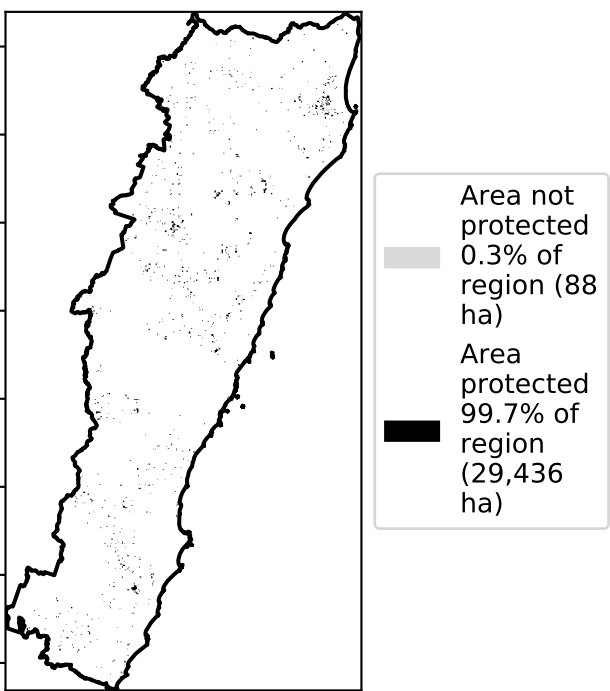 Area not
protected
0.3% of
region (88
ha)
Area
protected
99.7% of
region
(29,436
ha)